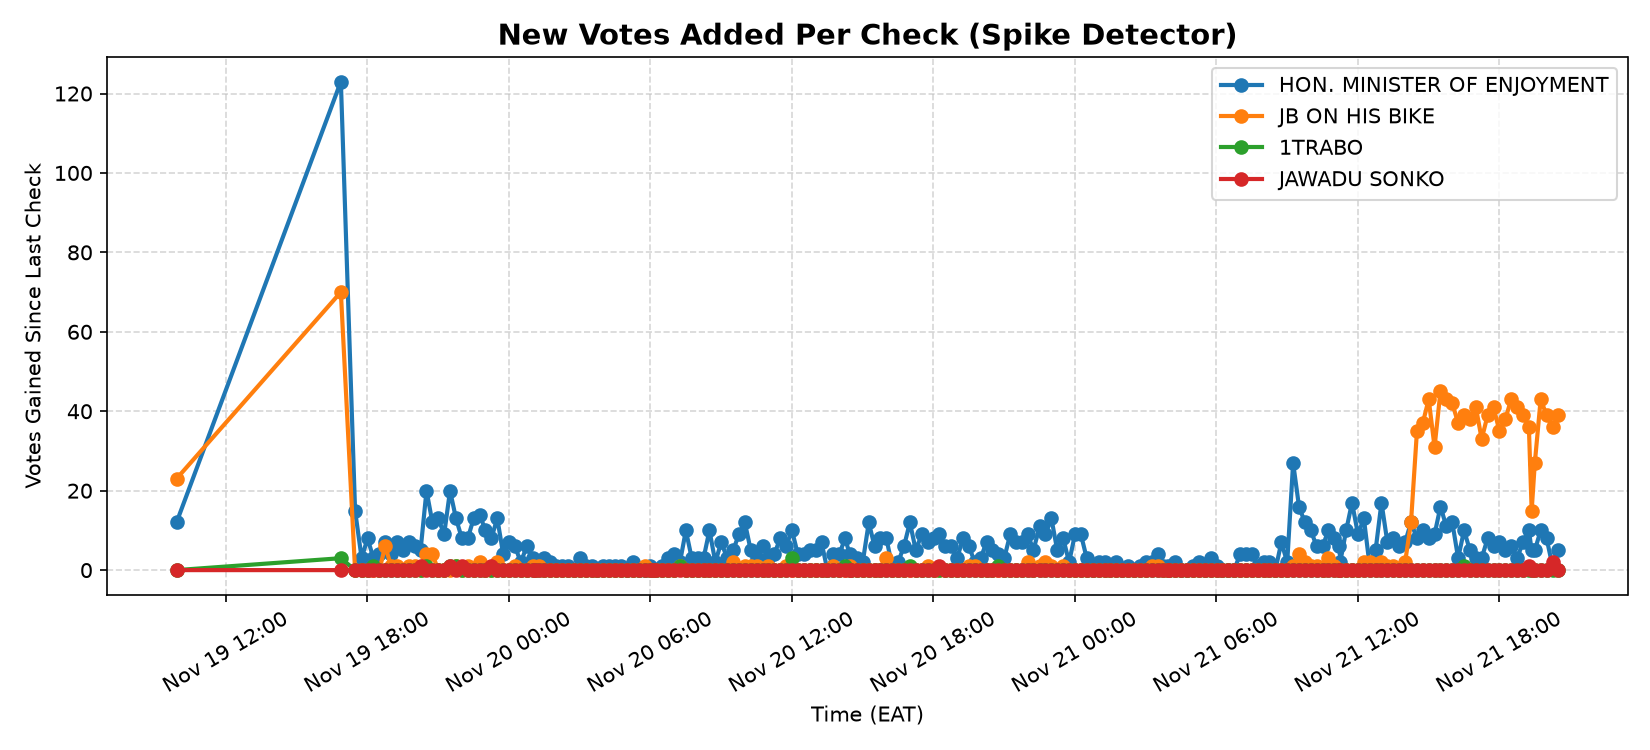 New Votes Added Per Check (Spike Detector)
HON. MINISTER OF ENJOYMENT
JB ON HIS BIKE
1TRABO
JAWADU SONKO
Votes Gained Since Last Check
120
100
80
60
40
20
0
Nov 19 12:00
Nov 19 18:00
Nov 20 00:00
Nov 20 06:00
Nov 20 12:00
Nov 20 18:00
Nov 21 00:00
Nov 21 06:00
Nov 21 12:00
Nov 21 18:00
Time (EAT)